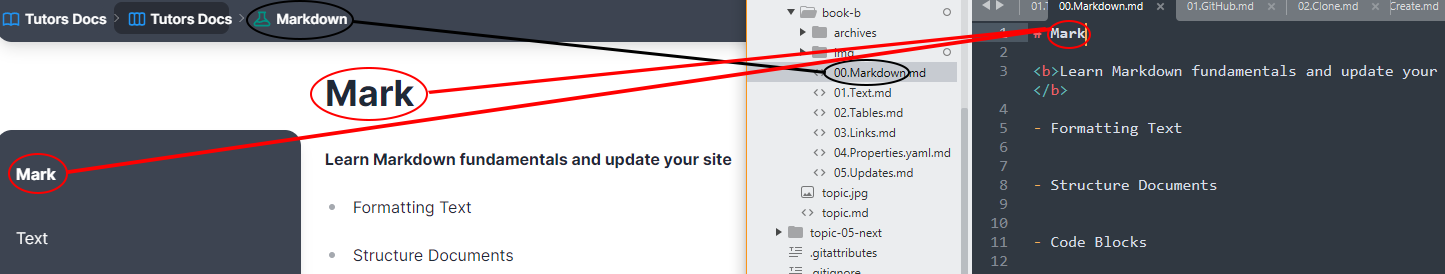 Tutors Docs > Tutors Docs > Markdown
Mark
Mark
Text
Learn Markdown fundamentals and update your site
Formatting Text
Structure Documents
book-b
archives
img
00.Markdown.md
01.Text.md
02.Tables.md
03.Links.md
04.Properties.yaml.md
05.Updates.md
topic.jpg
topic.md
topic-05-next
.gitattributes
.gitignore
00.Markdown.md × 01.GitHub.md × 02.Clone.md × Create.md
1 # Mark
2
3 <b>Learn Markdown fundamentals and update your
</b>
4
5 - Formatting Text
6
7
8 - Structure Documents
9
10
11 - Code Blocks
12